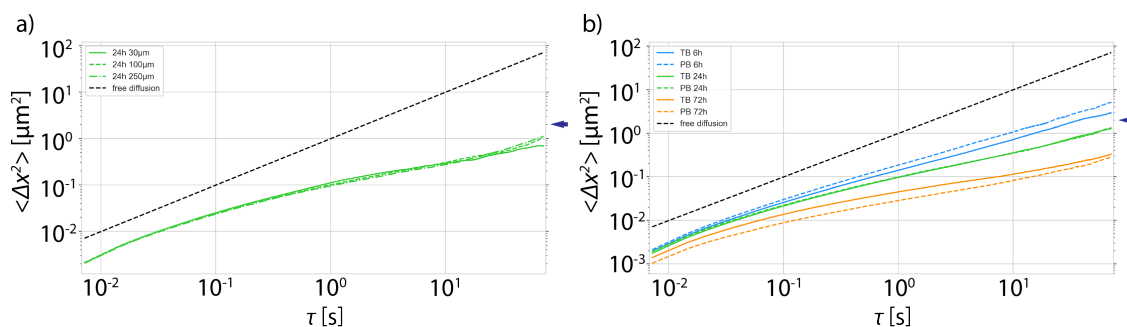 a)
10²
10¹
10⁰
10⁻¹
10⁻²
<Δx²> [μm²]
24h 30μm
24h 100μm
24h 250μm
free diffusion
10⁻² 10⁻¹ 10⁰ 10¹
τ [s]
b)
10²
10¹
10⁰
10⁻¹
10⁻²
10⁻³
<Δx²> [μm²]
TB 6h
PB 6h
TB 24h
PB 24h
TB 72h
PB 72h
free diffusion
10⁻² 10⁻¹ 10⁰ 10¹
τ [s]